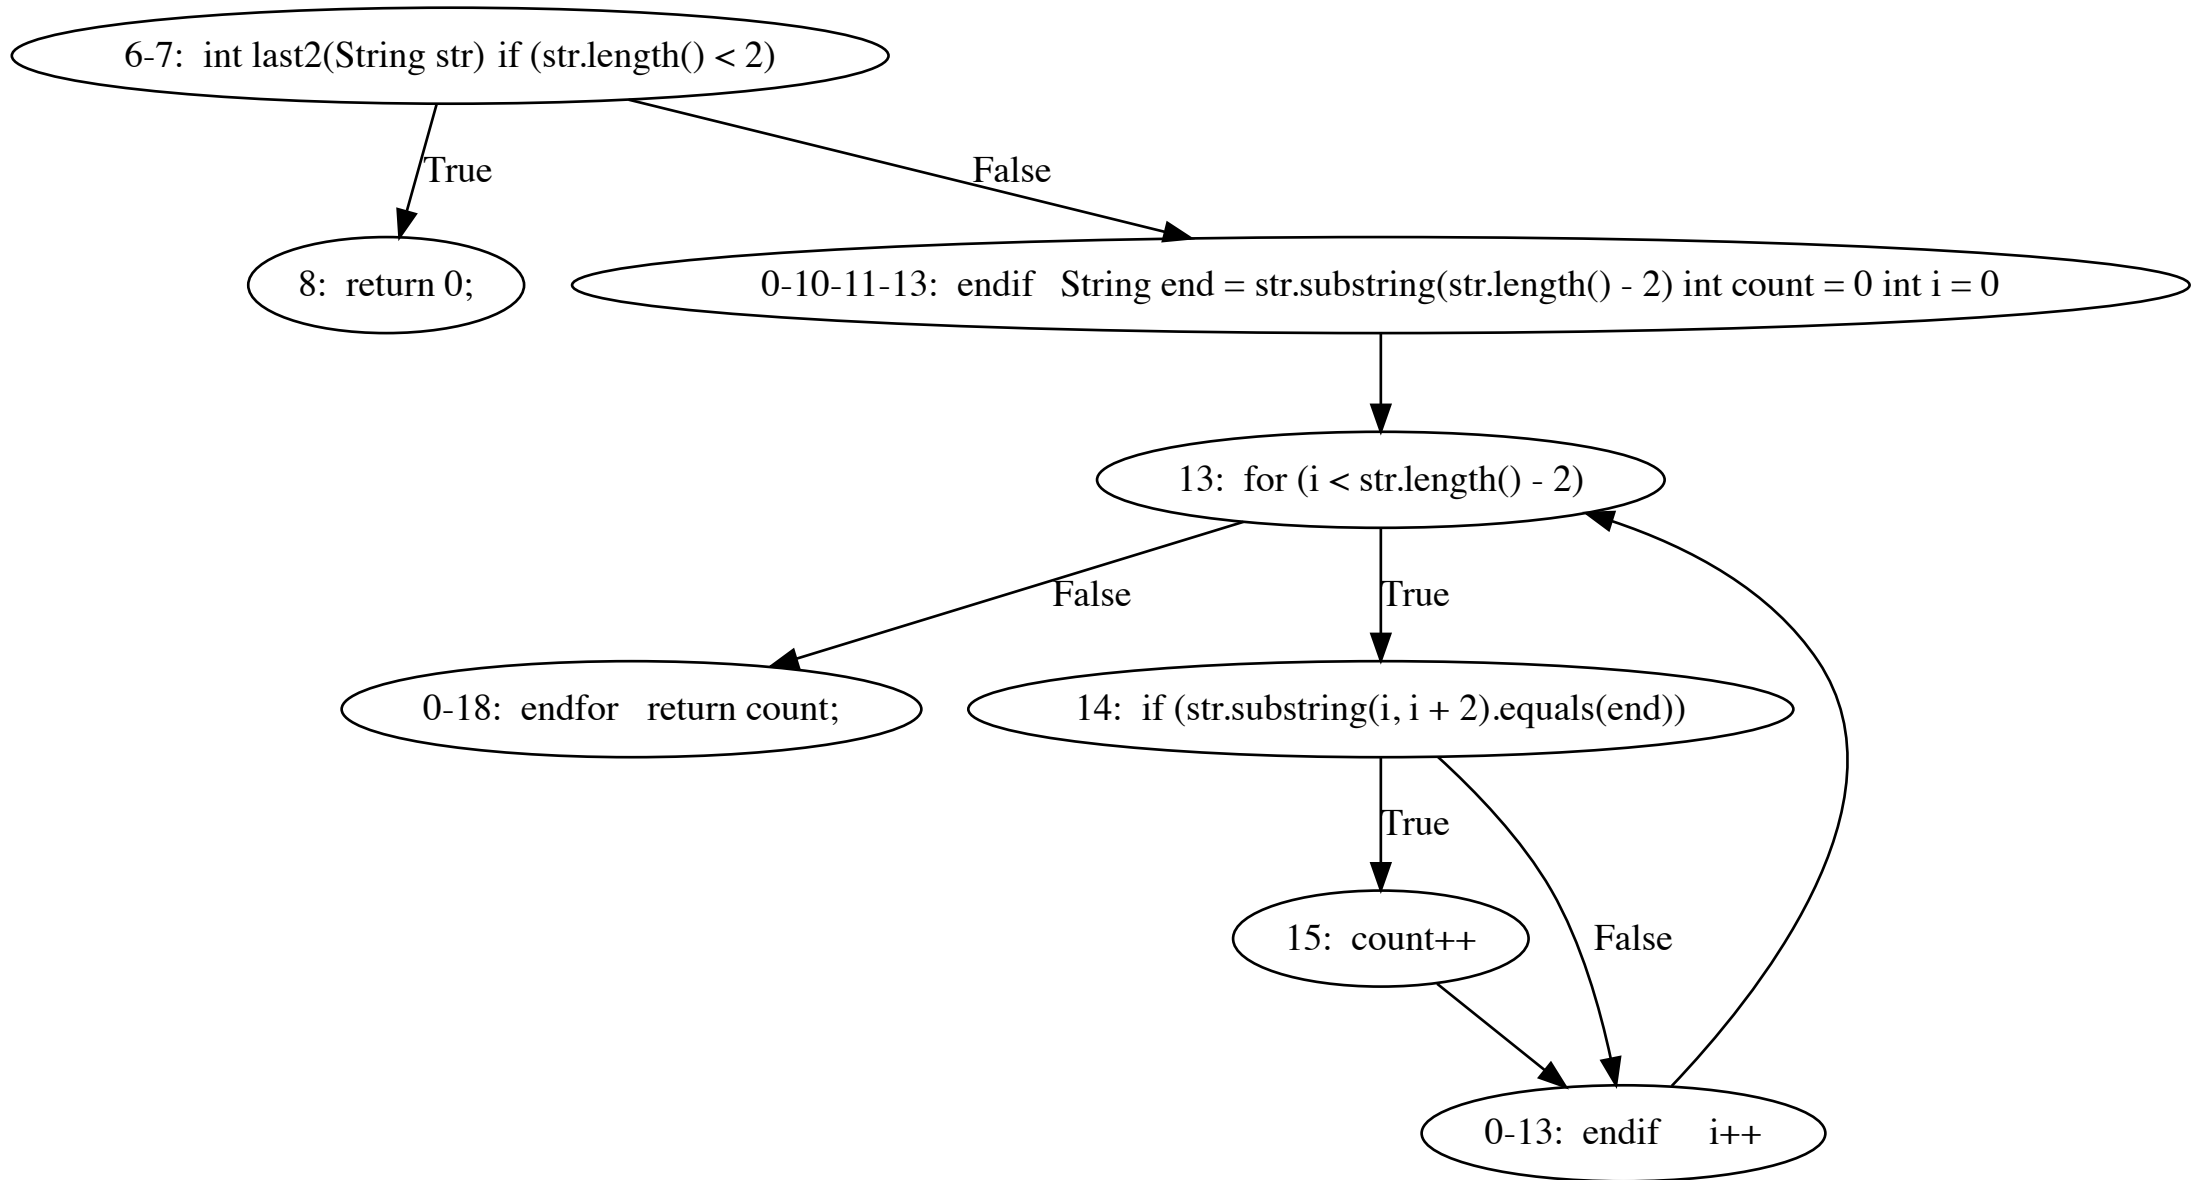 6-7:  int last2(String str) if (str.length() < 2)
True
False
8:  return 0;
0-10-11-13:  endif   String end = str.substring(str.length() - 2) int count = 0 int i = 0
13:  for (i < str.length() - 2)
False
True
0-18:  endfor   return count;
14:  if (str.substring(i, i + 2).equals(end))
True
15:  count++
False
0-13:  endif     i++